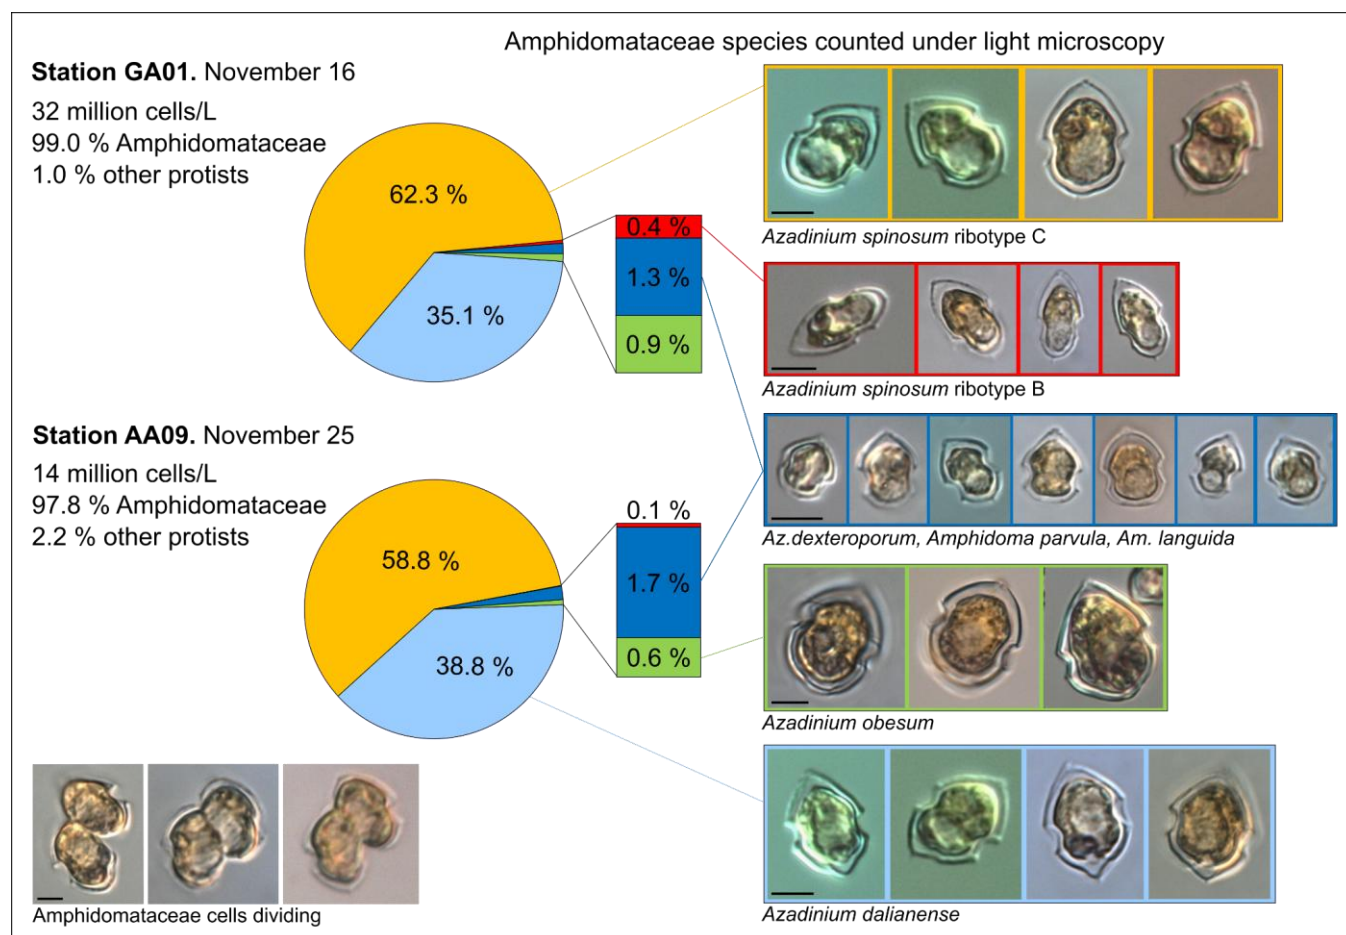 Amphidomataceae species counted under light microscopy
Station GA01. November 16
32 million cells/L
99.0 % Amphidomataceae
1.0 % other protists
62.3 %
35.1 %
0.4 %
1.3 %
0.9 %
Azadinium spinosum ribotype C
Azadinium spinosum ribotype B
Station AA09. November 25
14 million cells/L
97.8 % Amphidomataceae
2.2 % other protists
58.8 %
38.8 %
0.1 %
1.7 %
0.6 %
Az.dexteroporum, Amphidoma parvula, Am. languida
Azadinium obesum
Azadinium dalianense
Amphidomataceae cells dividing